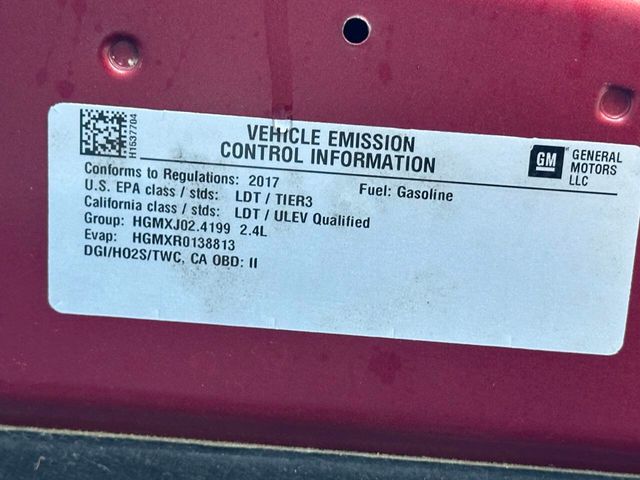 H1537704
VEHICLE EMISSION
CONTROL INFORMATION
GM
GENERAL
MOTORS
LLC
Conforms to Regulations: 2017
Fuel: Gasoline
U.S. EPA class / stds: LDT / TIER3
California class / stds: LDT / ULEV Qualified
Group: HGMXJ02.4199 2.4L
Evap: HGMXR0138813
DGI/HO2S/TWC, CA OBD: II